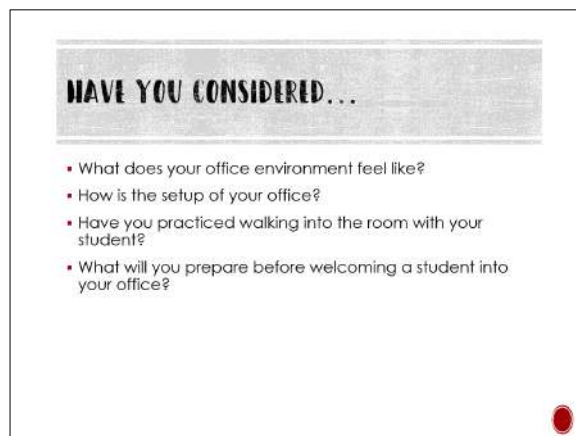 HAVE YOU CONSIDERED...
▪ What does your office environment feel like?
▪ How is the setup of your office?
▪ Have you practiced walking into the room with your
student?
▪ What will you prepare before welcoming a student into
your office?